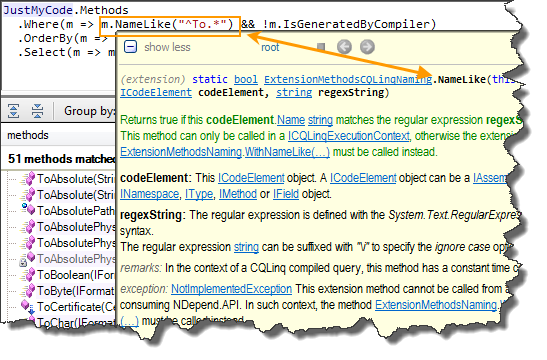 JustMyCode.Methods
.Where(m => m.NameLike("^To.*") && !m.IsGeneratedByCompiler)
.OrderBy(m =>
.Select(m => m
show less root
(extension) static bool ExtensionMethodsCQLinqNaming.NameLike(this
ICodeElement codeElement, string regexString)
Returns true if this codeElement.Name string matches the regular expression regexS
This method can only be called in a ICQLinqExecutionContext, otherwise the extensi
ExtensionMethodsNaming.WithNameLike(…) must be called instead.
codeElement: This ICodeElement object. A ICodeElement object can be a IAssem
INamespace, IType, IMethod or IField object.
regexString: The regular expression is defined with the System.Text.RegularExpres
syntax.
The regular expression string can be suffixed with "\i" to specify the ignore case opt
remarks: In the context of a CQLinq compiled query, this method has a constant time
exception: NotImplementedException This extension method cannot be called from
consuming NDepend.API. In such context, the method ExtensionMethodsNaming.
(…) must be called instead
Group by:
methods
51 methods matched
ToAbsolute(Stri
ToAbsolute(Stri
ToAbsolutePath
ToAbsolutePhys
ToAbsolutePhys
ToAbsolutePhys
ToBoolean(IForm
ToByte(IFormat
ToCertificate(Ce
ToChar(IFormat